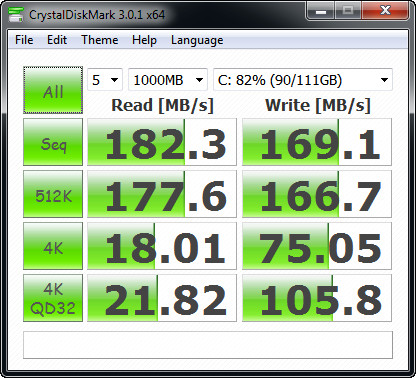 CrystalDiskMark 3.0.1 x64
File Edit Theme Help Language
All 5 1000MB C: 82% (90/111GB)
Read [MB/s] Write [MB/s]
Seq 182.3 169.1
512K 177.6 166.7
4K 18.01 75.05
4K
QD32 21.82 105.8